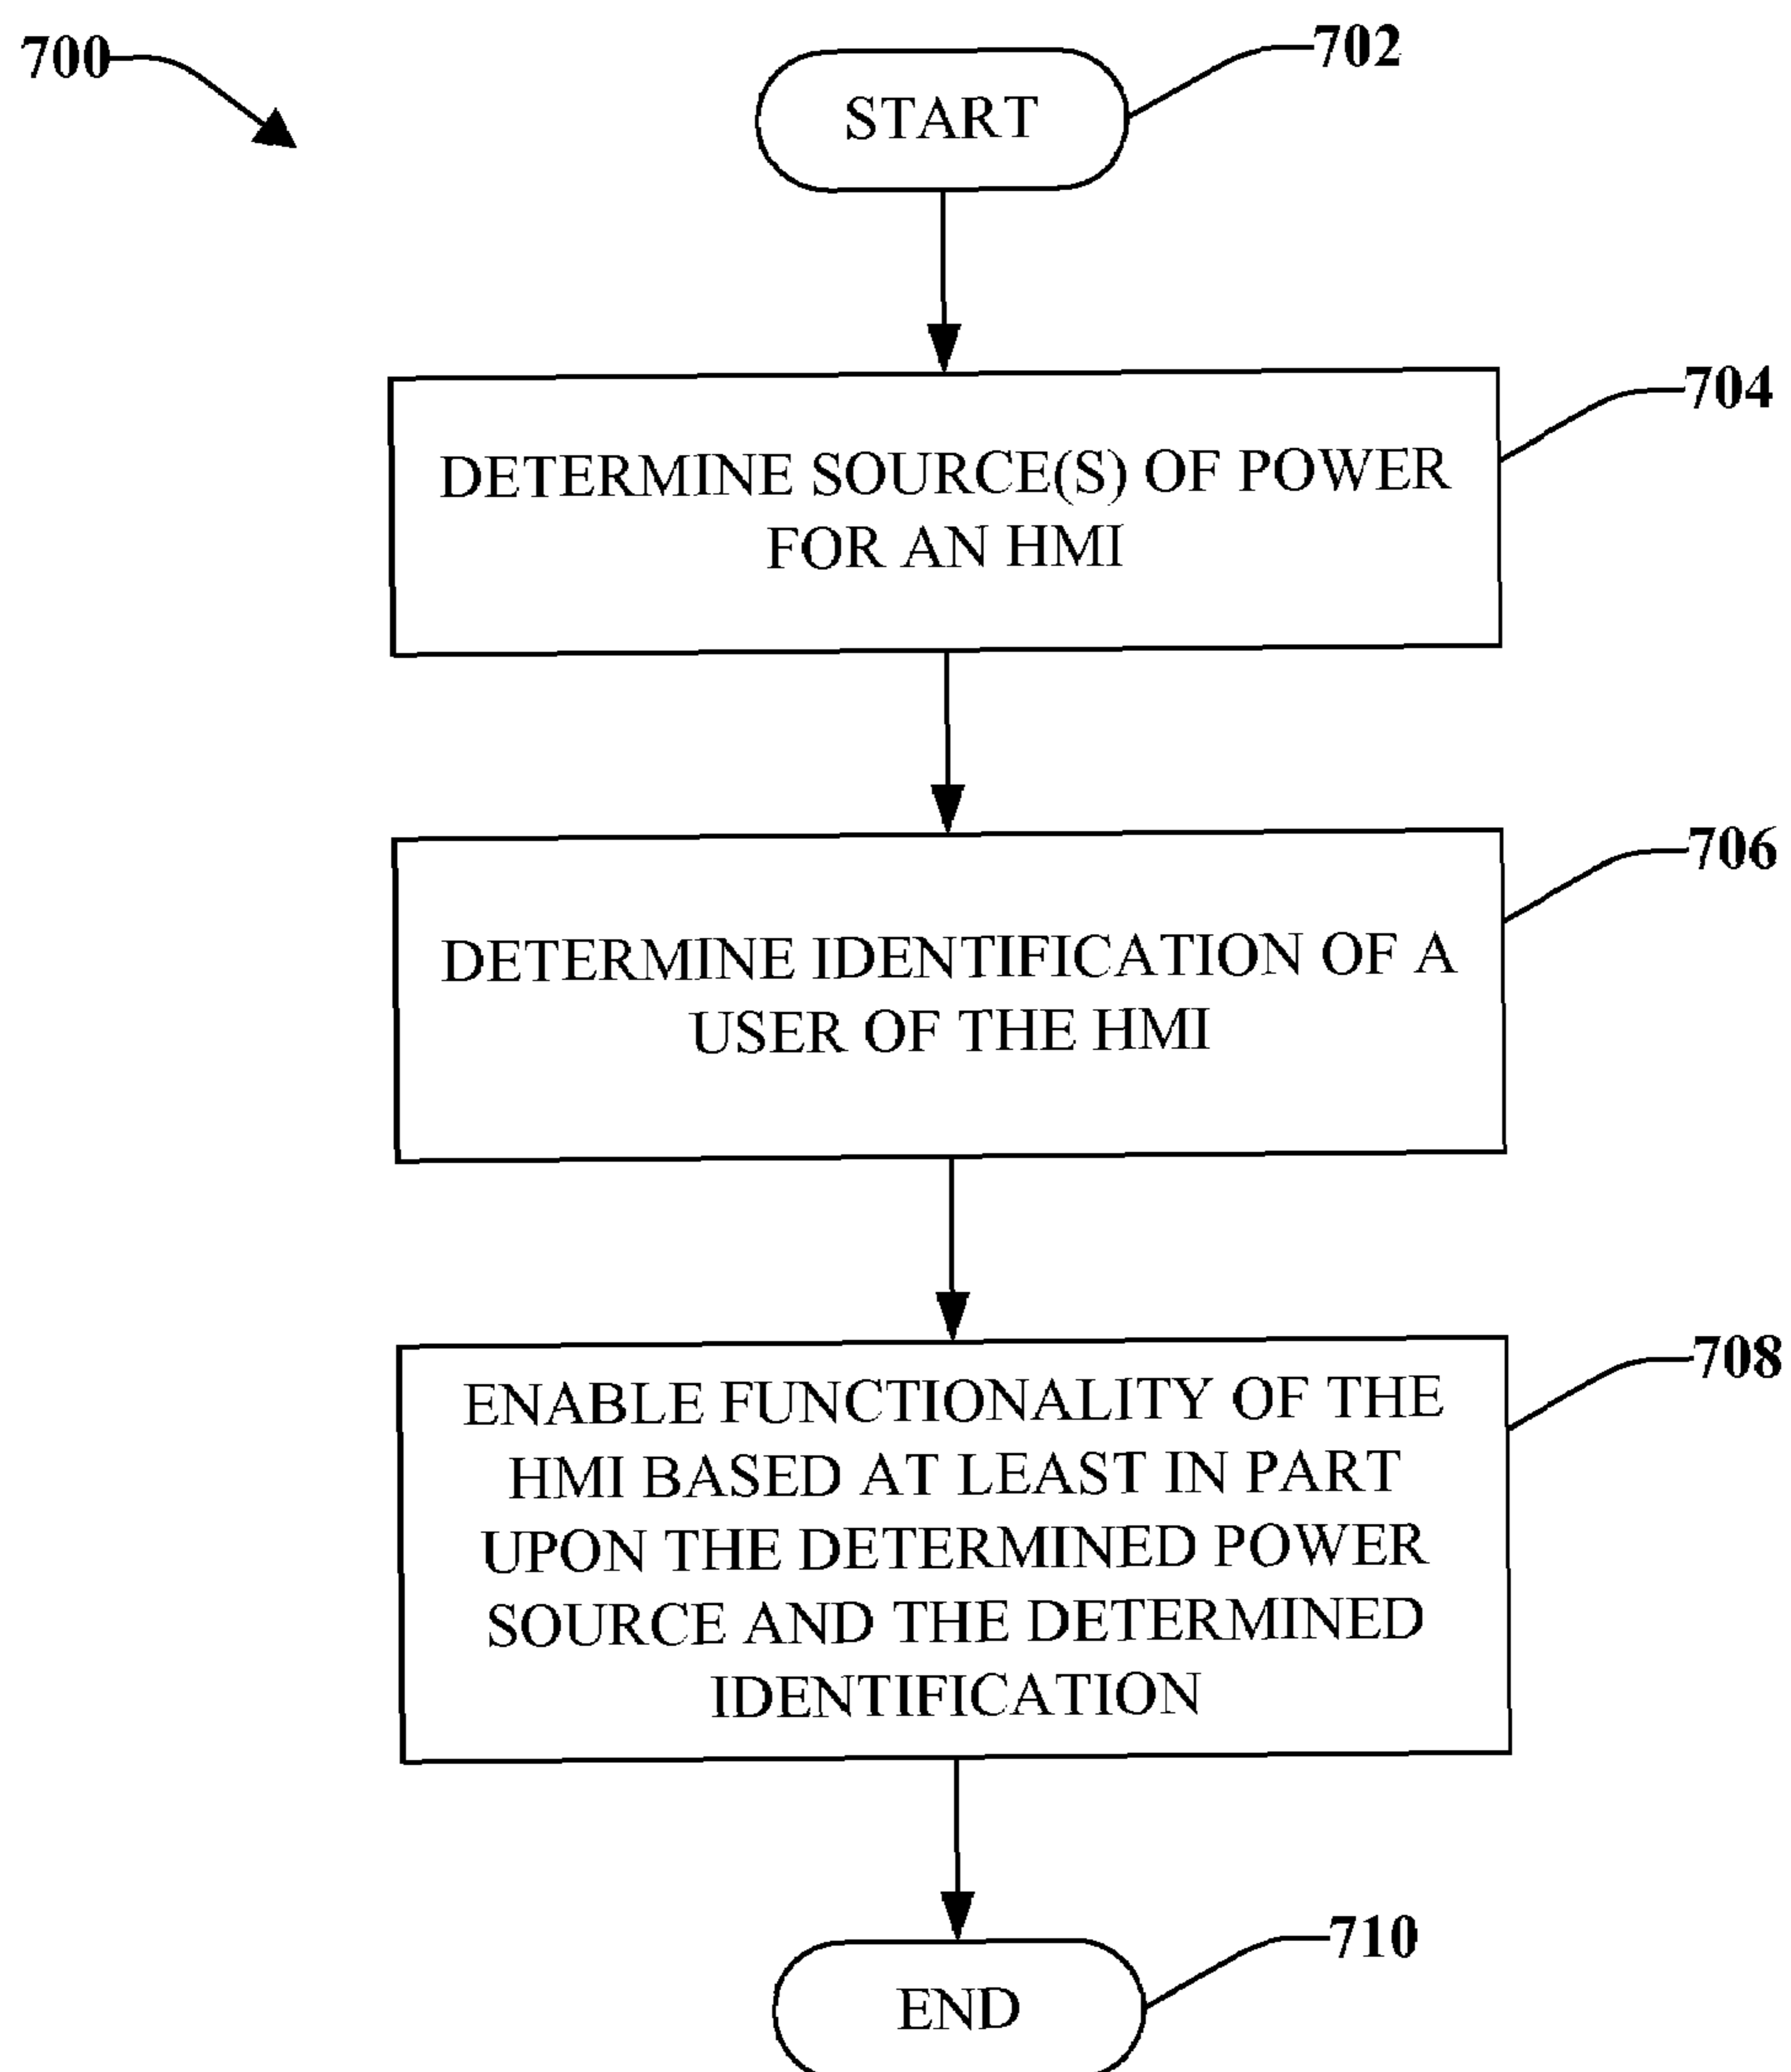 700
702
START
704
DETERMINE SOURCE(S) OF POWER
FOR AN HMI
706
DETERMINE IDENTIFICATION OF A
USER OF THE HMI
708
ENABLE FUNCTIONALITY OF THE
HMI BASED AT LEAST IN PART
UPON THE DETERMINED POWER
SOURCE AND THE DETERMINED
IDENTIFICATION
710
END